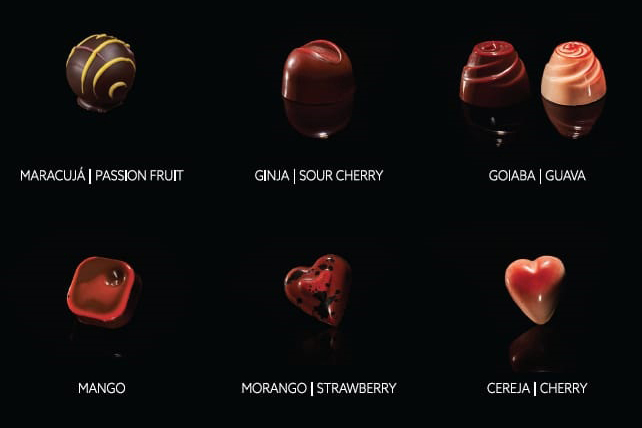 MARACUJÁ | PASSION FRUIT
GINJA | SOUR CHERRY
GOIABA | GUAVA
MANGO
MORANGO | STRAWBERRY
CEREJA | CHERRY